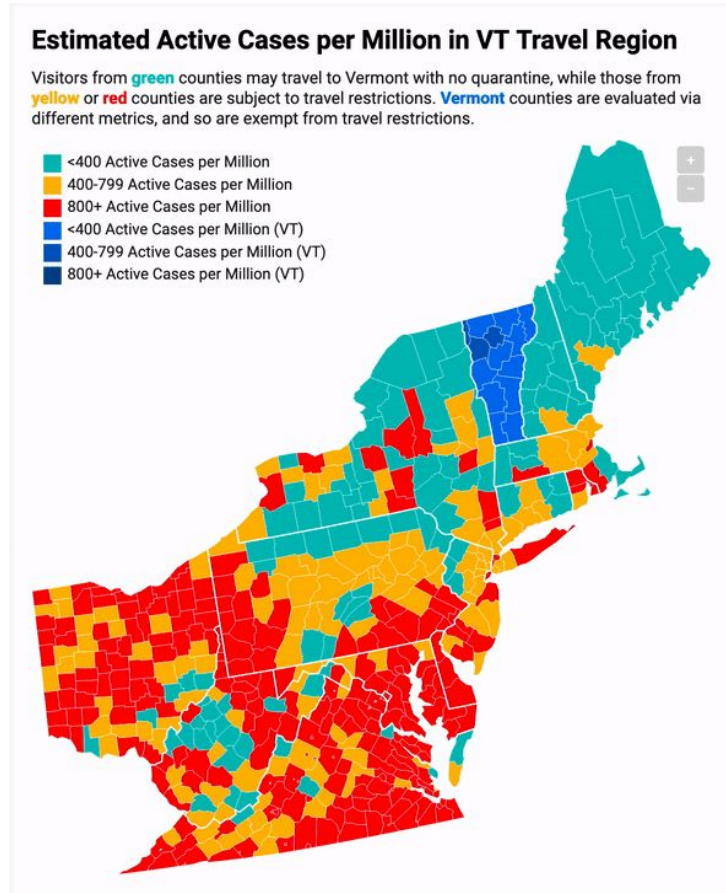 Estimated Active Cases per Million in VT Travel Region
Visitors from green counties may travel to Vermont with no quarantine, while those from
yellow or red counties are subject to travel restrictions. Vermont counties are evaluated via
different metrics, and so are exempt from travel restrictions.
<400 Active Cases per Million
400-799 Active Cases per Million
800+ Active Cases per Million
<400 Active Cases per Million (VT)
400-799 Active Cases per Million (VT)
800+ Active Cases per Million (VT)
+
−